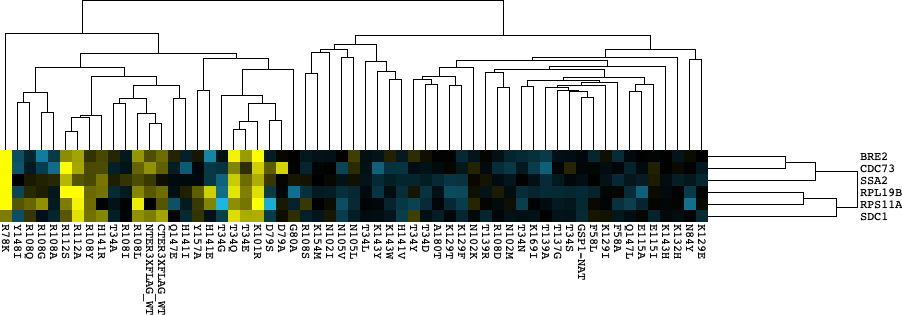 BRE2
CDC73
SSA2
RPL19B
RPS11A
SDC1
R78K
Y148I
R108Q
R108G
R108A
R112S
R112A
R108Y
H141R
T34A
R108I
R108L
NTER3XFLAG_WT
CTER3XFLAG_WT
Q147E
H141I
Y157A
H141E
T34G
T34Q
T34E
K101R
D79S
D79A
G80A
R108S
K154M
N102I
N105V
N105L
T34L
K143Y
K143W
H141V
T34Y
T34D
A180T
K129T
K129F
N102K
T139R
R108D
N102M
T34N
K169I
T139A
T137G
T34S
GSP1-NAT
F58L
K129I
F58A
Q147L
E115A
E115I
K143H
K132H
N84Y
K129E